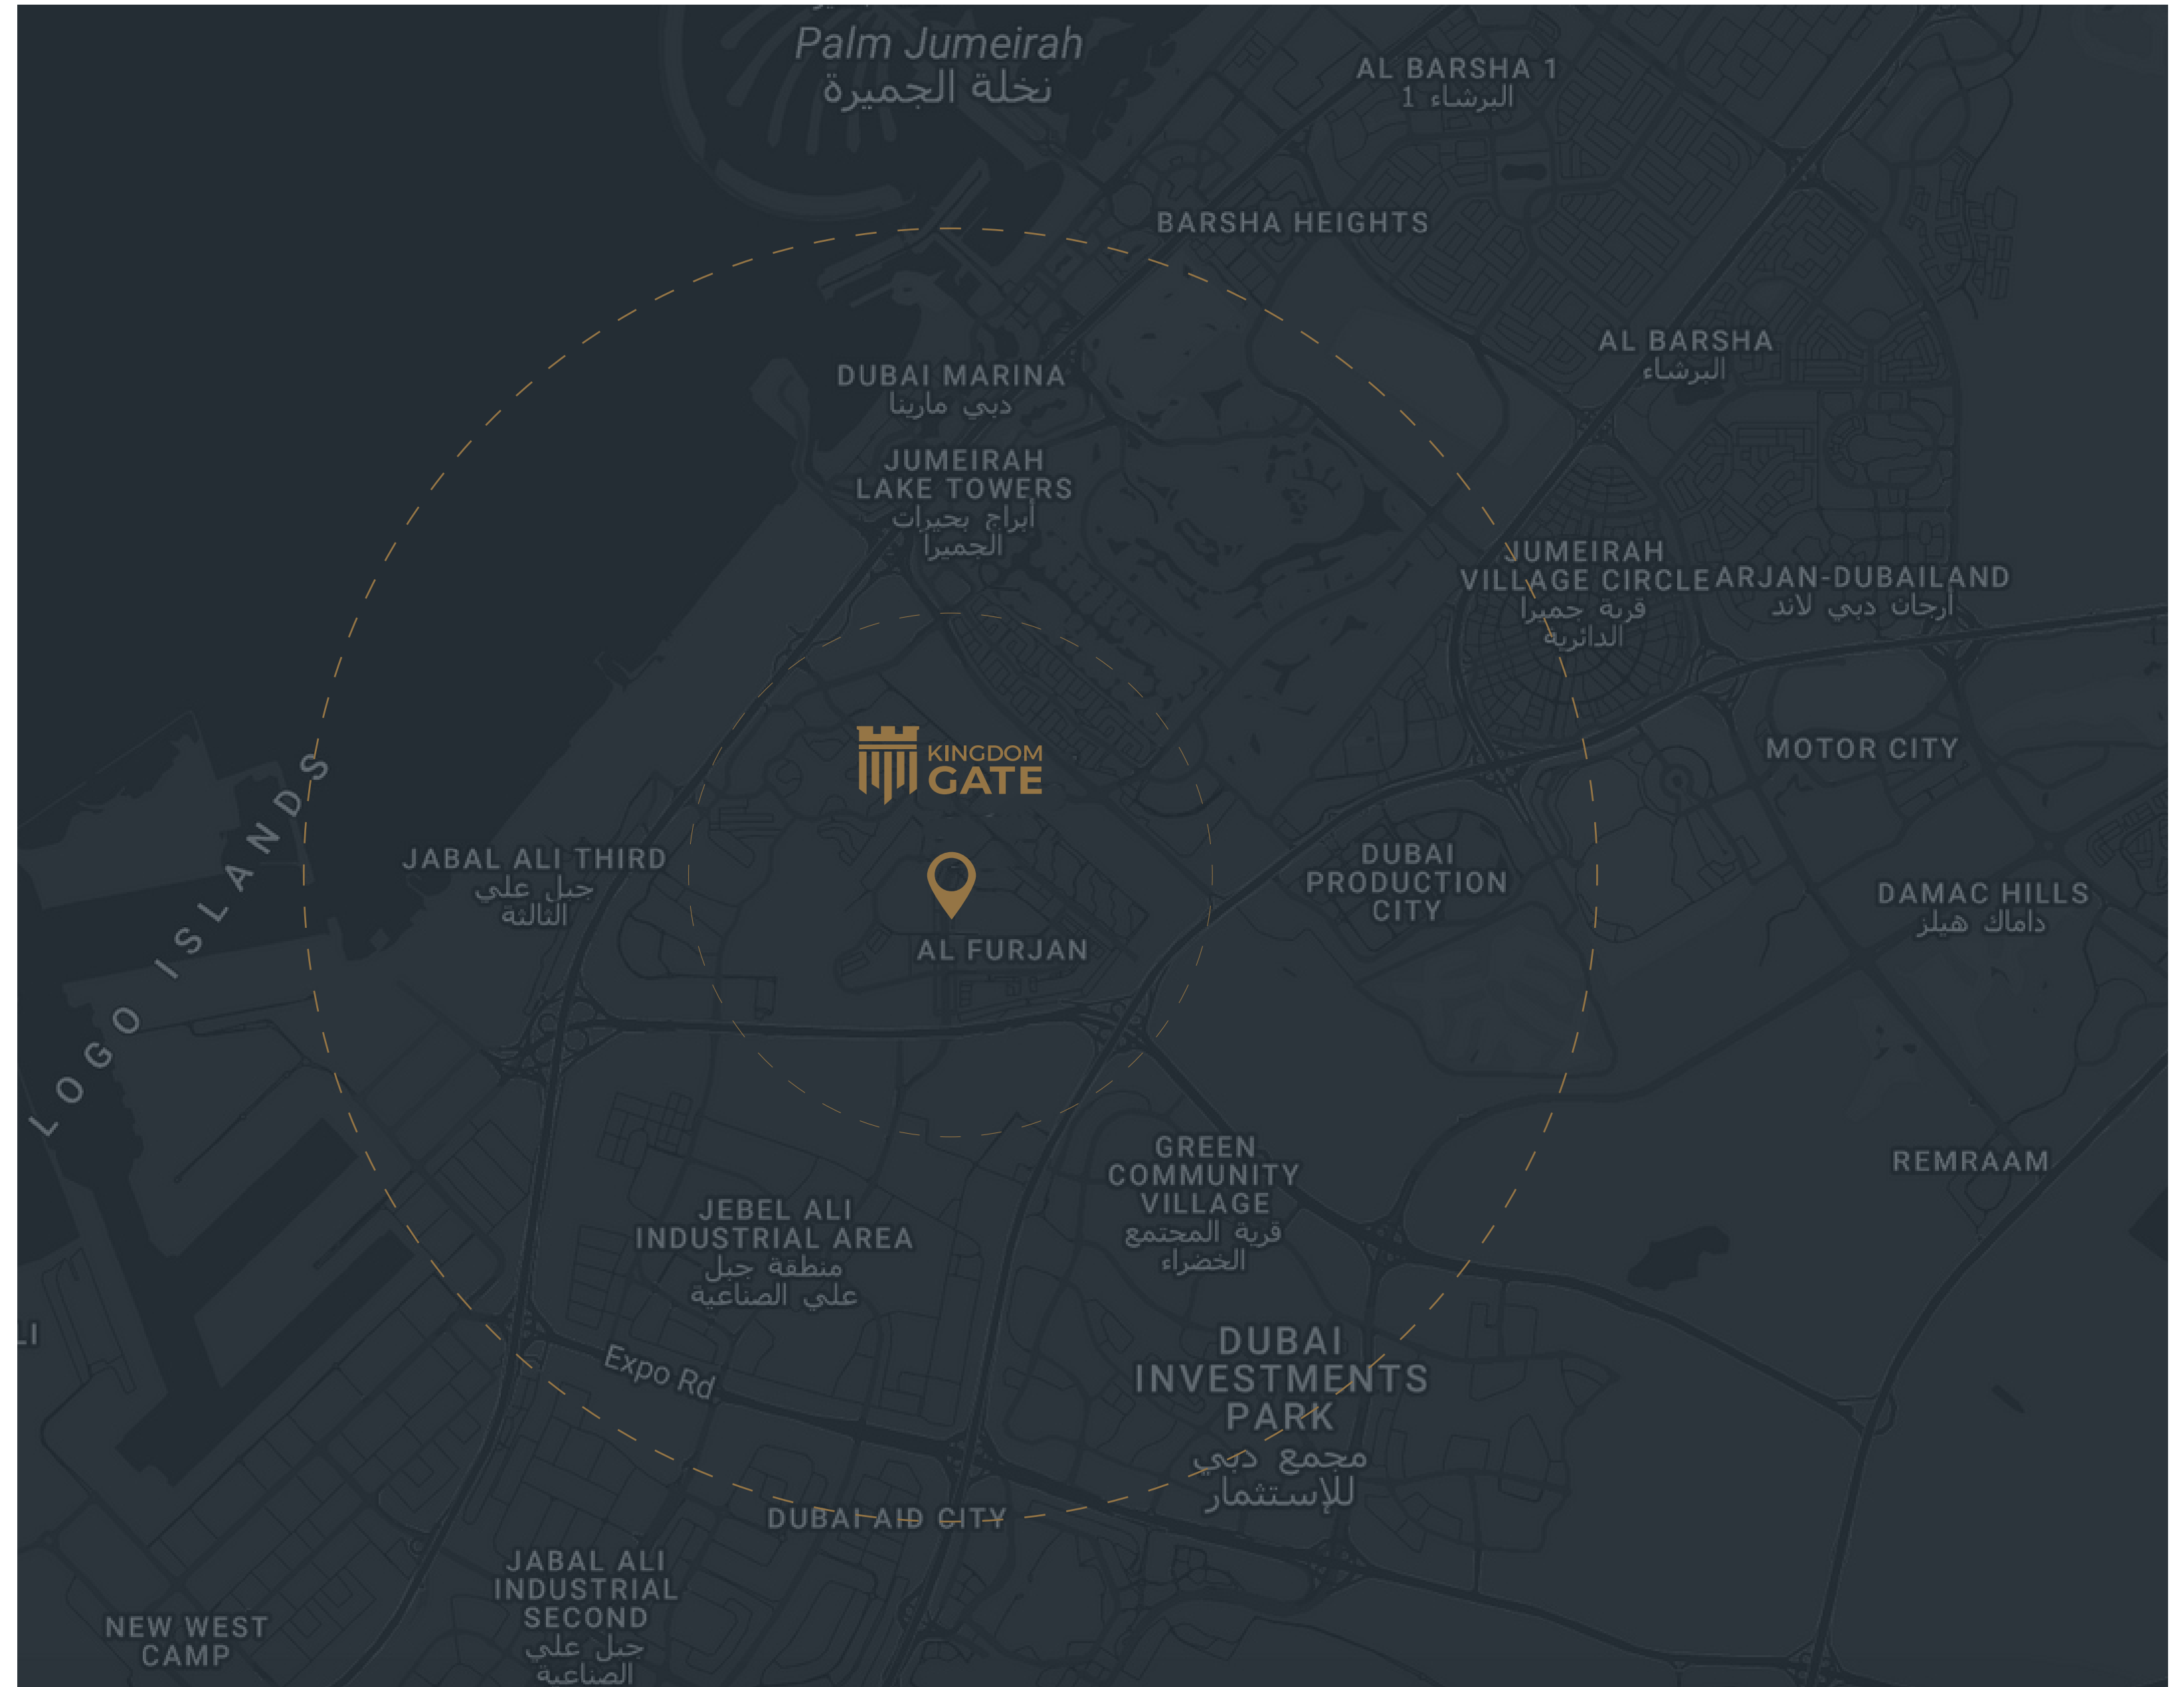 Palm Jumeirah
نخلة الجميرة
AL BARSHA 1
البرشاء 1
BARSHA HEIGHTS
AL BARSHA
البرشاء
DUBAI MARINA
دبي مارينا
JUMEIRAH
LAKE TOWERS
أبراج بحيرات
الجميرا
JUMEIRAH
VILLAGE CIRCLE
قرية جميرا
الدائرية
ARJAN-DUBAILAND
أرجان دبي لاند
KINGDOM
GATE
MOTOR CITY
LOGO ISLANDS
JABAL ALI THIRD
جبل علي
الثالثة
DUBAI
PRODUCTION
CITY
DAMAC HILLS
داماك هيلز
AL FURJAN
GREEN
COMMUNITY
VILLAGE
قرية المجتمع
الخضراء
REMRAAM
JEBEL ALI
INDUSTRIAL AREA
منطقة جبل
علي الصناعية
LI
DUBAI
INVESTMENTS
PARK
مجمع دبي
للإستثمار
Expo Rd
DUBAI AID CITY
JABAL ALI
INDUSTRIAL
SECOND
جبل علي
الصناعية
NEW WEST
CAMP